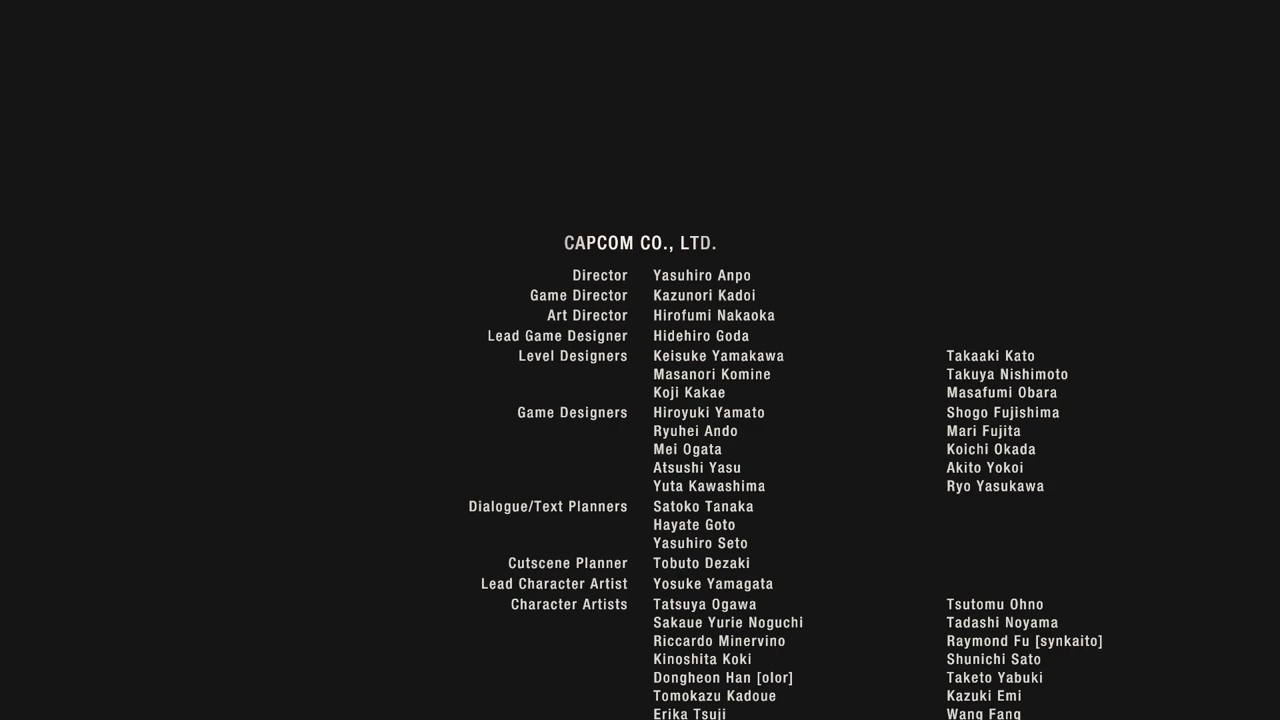 CAPCOM CO., LTD.
Director Yasuhiro Anpo
Game Director Kazunori Kadoi
Art Director Hirofumi Nakaoka
Lead Game Designer Hidehiro Goda
Level Designers Keisuke Yamakawa Takaaki Kato
Masanori Komine Takuya Nishimoto
Koji Kakae Masafumi Obara
Game Designers Hiroyuki Yamato Shogo Fujishima
Ryuhei Ando Mari Fujita
Mei Ogata Koichi Okada
Atsushi Yasu Akito Yokoi
Yuta Kawashima Ryo Yasukawa
Dialogue/Text Planners Satoko Tanaka
Hayate Goto
Yasuhiro Seto
Cutscene Planner Tobuto Dezaki
Lead Character Artist Yosuke Yamagata
Character Artists Tatsuya Ogawa Tsutomu Ohno
Sakaue Yurie Noguchi Tadashi Noyama
Riccardo Minervino Raymond Fu [synkaito]
Kinoshita Koki Shunichi Sato
Dongheon Han [olor] Taketo Yabuki
Tomokazu Kadoue Kazuki Emi
Erika Tsuji Wang Fang